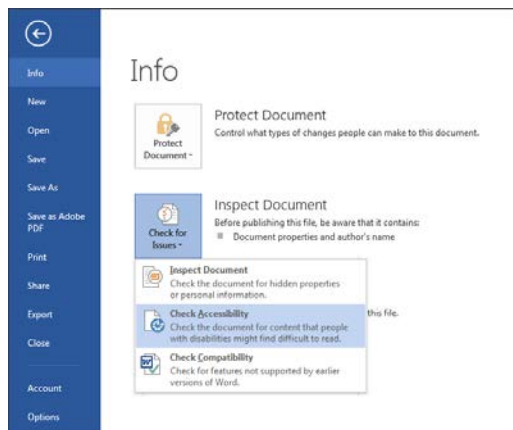 Info
New
Open
Save
Save As
Save as Adobe
PDF
Print
Share
Export
Close
Account
Options
Info
Protect
Document
Protect Document
Control what types of changes people can make to this document.
Check for
Issues
Inspect Document
Before publishing this file, be aware that it contains:
Document properties and author's name
Inspect Document
Check the document for hidden properties
or personal information.
Check Accessibility
Check the document for content that people
with disabilities might find difficult to read.
Check Compatibility
Check for features not supported by earlier
versions of Word.
this file.